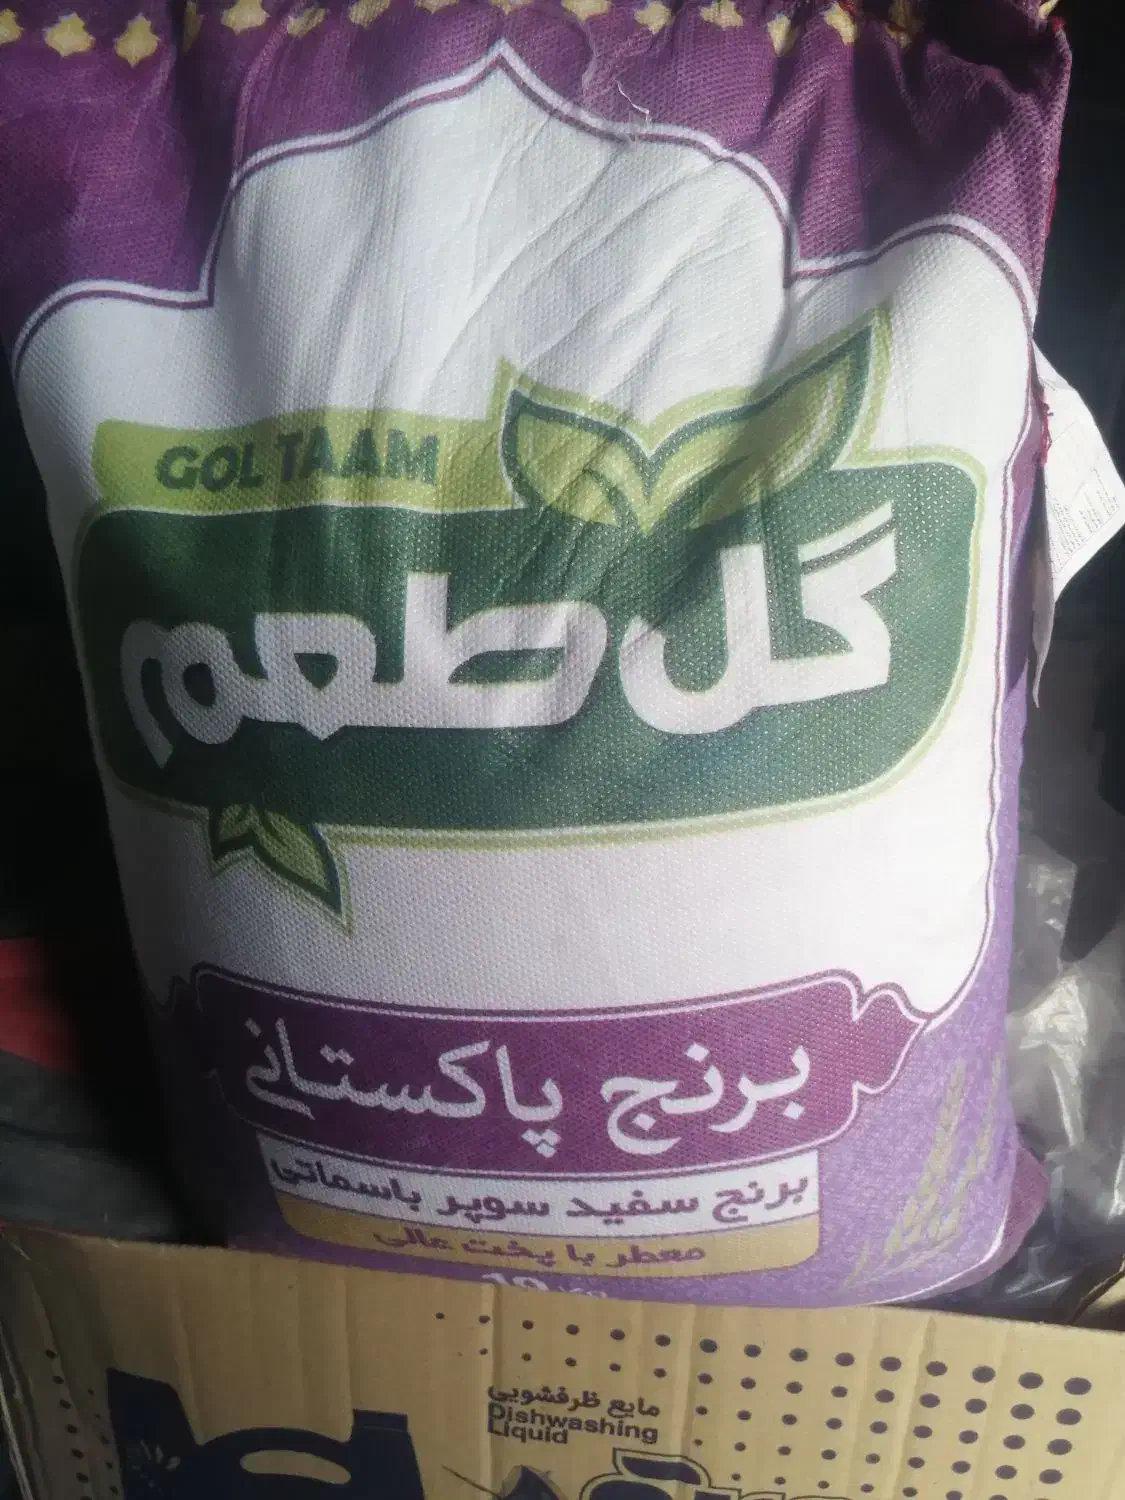 GOL TAAM
گل طعم
برنج پاکستانی
برنج سفید سوپر باسماتی
معطر با پخت عالی
مایع ظرفشویی
Dishwashing
Liquid